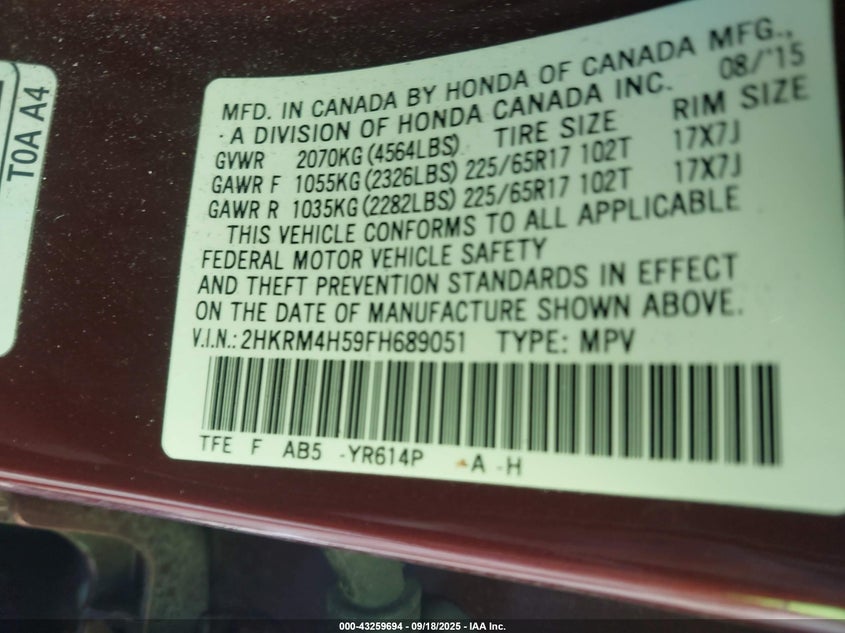 T0A A4
MFD. IN CANADA BY HONDA OF CANADA MFG.,
·A DIVISION OF HONDA CANADA INC. 08/'15
GVWR 2070KG(4564LBS) TIRE SIZE RIM SIZE
GAWR F 1055KG(2326LBS) 225/65R17 102T 17X7J
GAWR R 1035KG(2282LBS) 225/65R17 102T 17X7J
THIS VEHICLE CONFORMS TO ALL APPLICABLE
FEDERAL MOTOR VEHICLE SAFETY
AND THEFT PREVENTION STANDARDS IN EFFECT
ON THE DATE OF MANUFACTURE SHOWN ABOVE.
V.I.N.: 2HKRM4H59FH689051 TYPE: MPV
TFE F AB5 -YR614P -A -H
000-43259694 - 09/18/2025 - IAA Inc.